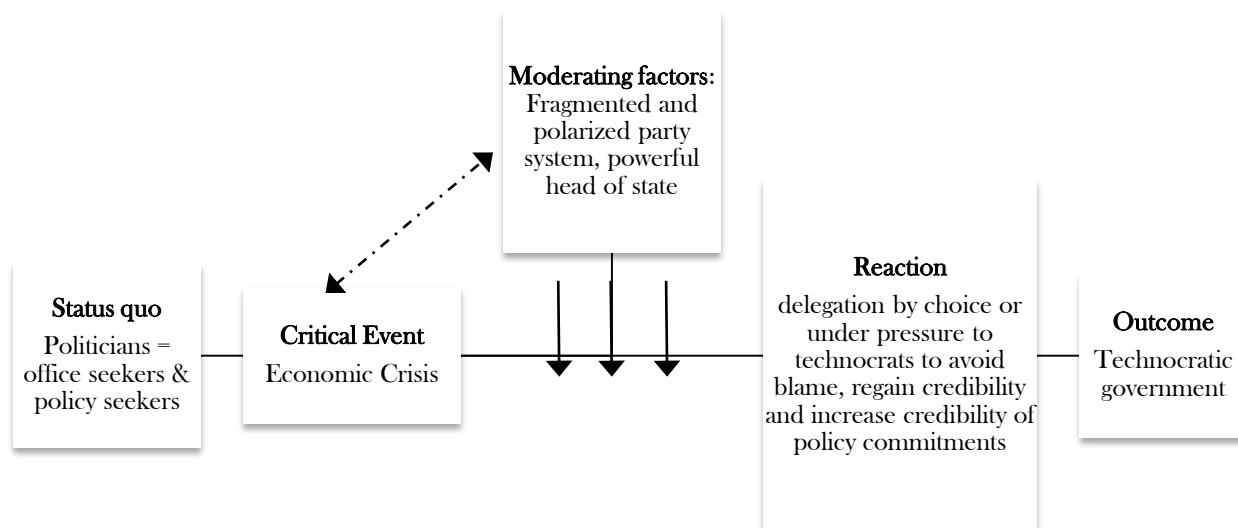 Moderating factors:
Fragmented and
polarized party
system, powerful
head of state
Status quo
Politicians =
office seekers &
policy seekers
Critical Event
Economic Crisis
Reaction
delegation by choice or
under pressure to
technocrats to avoid
blame, regain credibility
and increase credibility of
policy commitments
Outcome
Technocratic
government